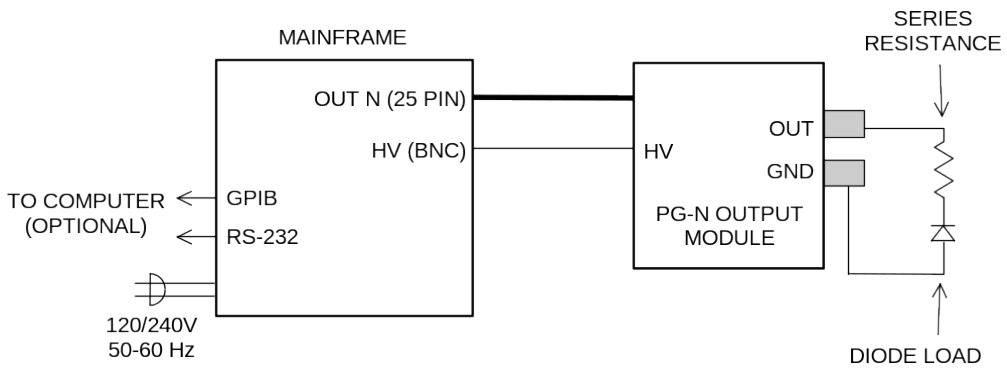 SERIES
RESISTANCE
MAINFRAME
OUT N (25 PIN)
HV (BNC)
HV
OUT
GND
PG-N OUTPUT
MODULE
TO COMPUTER
(OPTIONAL)
GPIB
RS-232
120/240V
50-60 Hz
DIODE LOAD